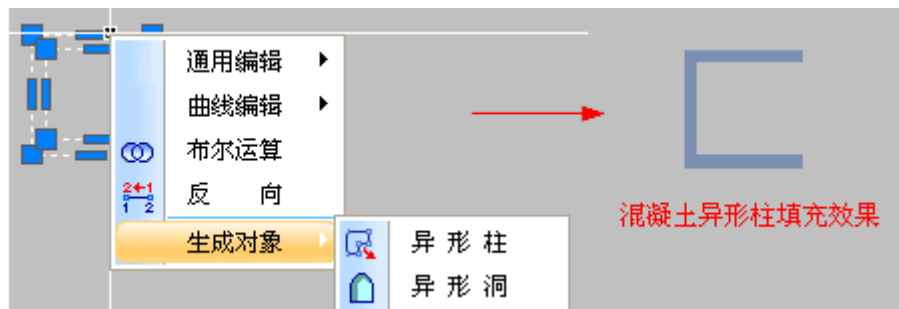 通用编辑
曲线编辑
布尔运算
2 1
1 2
反 向
生成对象
异 形 柱
异 形 洞
混凝土异形柱填充效果